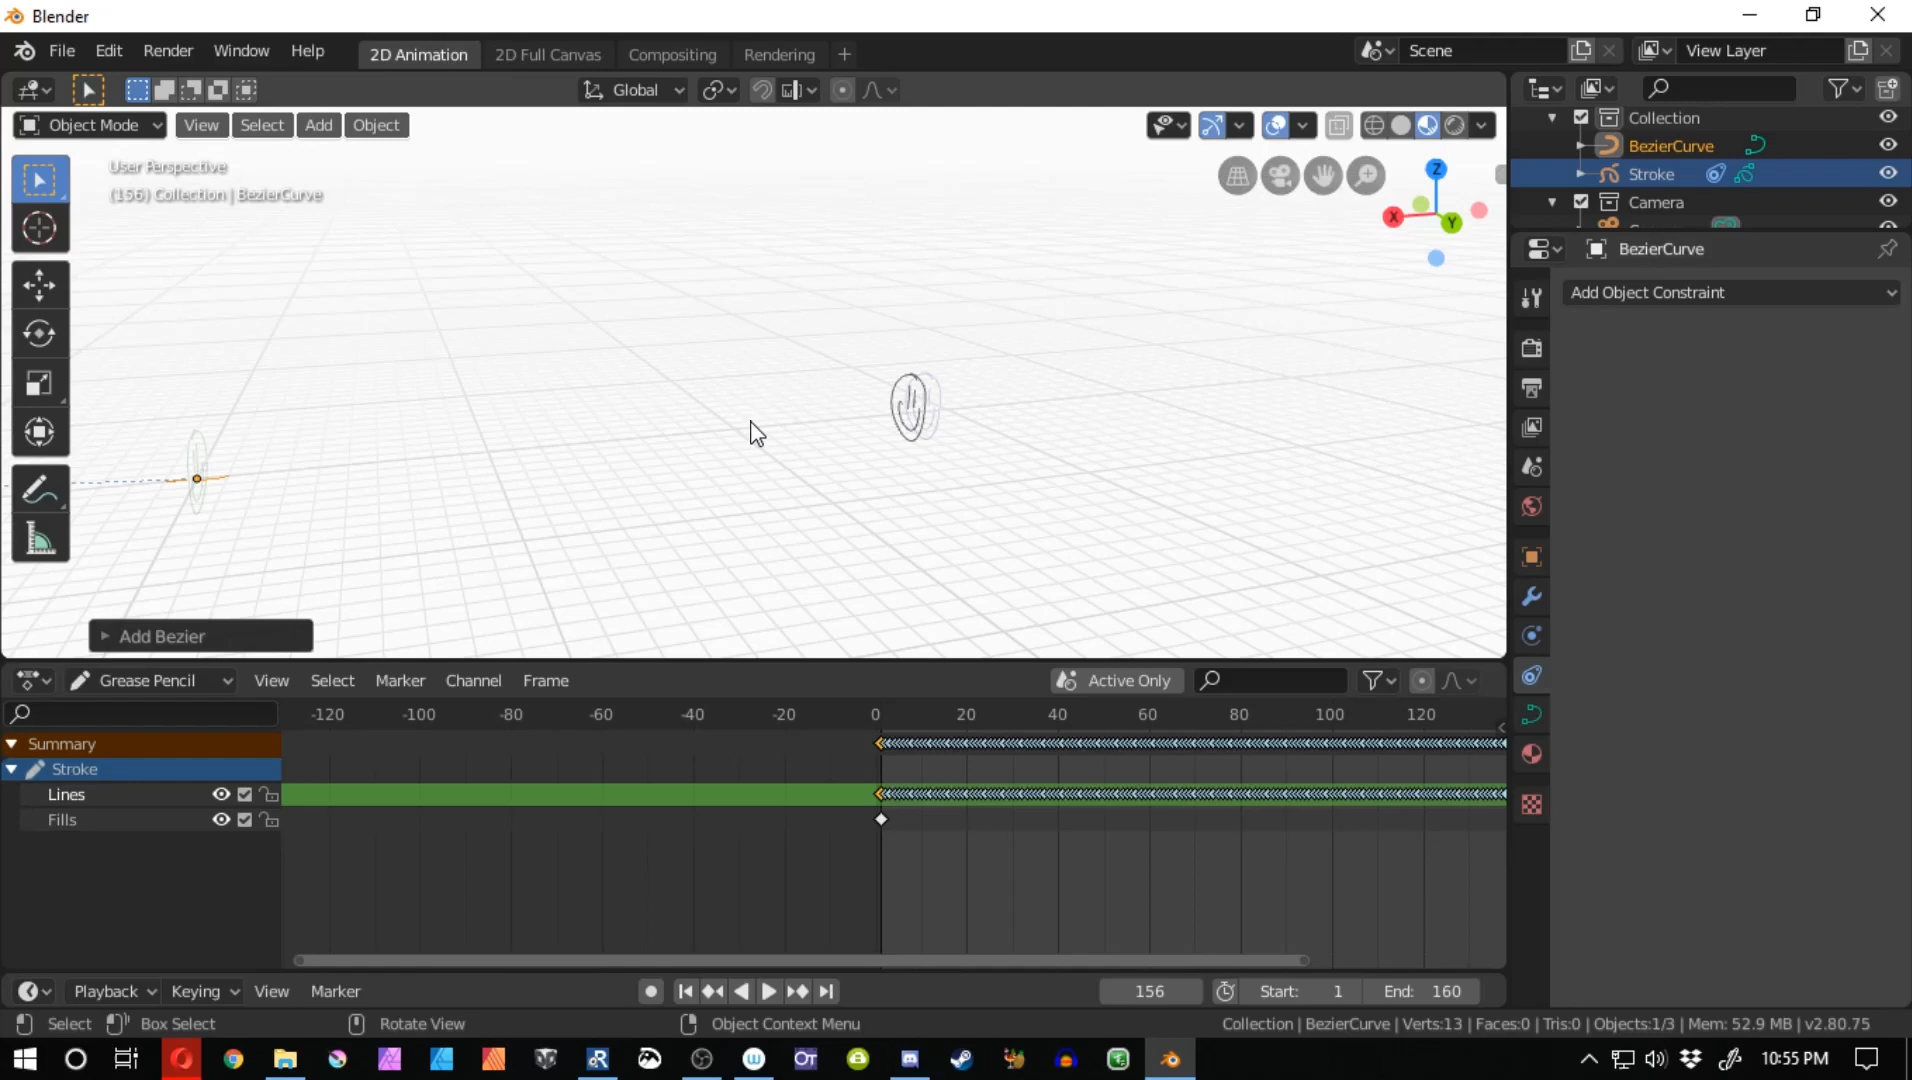 Blender
File Edit Render Window Help 2D Animation 2D Full Canvas Compositing Rendering + Scene View Layer
Global
Object Mode View Select Add Object
User Perspective
(156) Collection | BezierCurve
Z
X
Y
Collection
BezierCurve
Stroke
Camera
BezierCurve
Add Object Constraint
Add Bezier
Grease Pencil View Select Marker Channel Frame Active Only
-120 -100 -80 -60 -40 -20 0 20 40 60 80 100 120
Summary
Stroke
Lines
Fills
Playback Keying View Marker 156 Start: 1 End: 160
Select Box Select Rotate View Object Context Menu Collection | BezierCurve | Verts:13 | Faces:0 | Tris:0 | Objects:1/3 | Mem: 52.9 MB | v2.80.75
10:55 PM